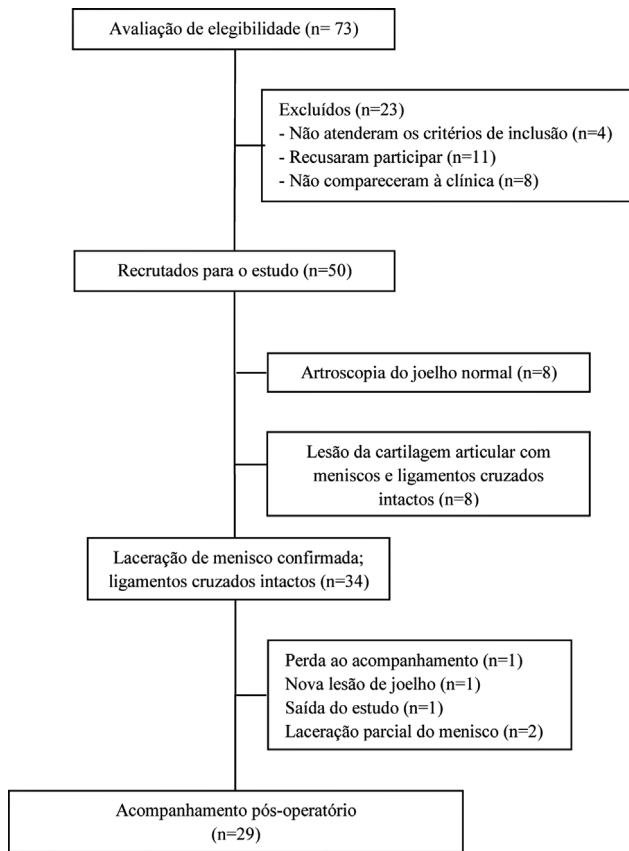 Avaliação de elegibilidade (n= 73)
Excluídos (n=23)
- Não atenderam os critérios de inclusão (n=4)
- Recusaram participar (n=11)
- Não compareceram à clínica (n=8)
Recrutados para o estudo (n=50)
Artroscopia do joelho normal (n=8)
Lesão da cartilagem articular com
meniscos e ligamentos cruzados
intactos (n=8)
Laceração de menisco confirmada;
ligamentos cruzados intactos (n=34)
Perda ao acompanhamento (n=1)
Nova lesão de joelho (n=1)
Saída do estudo (n=1)
Laceração parcial do menisco (n=2)
Acompanhamento pós-operatório
(n=29)